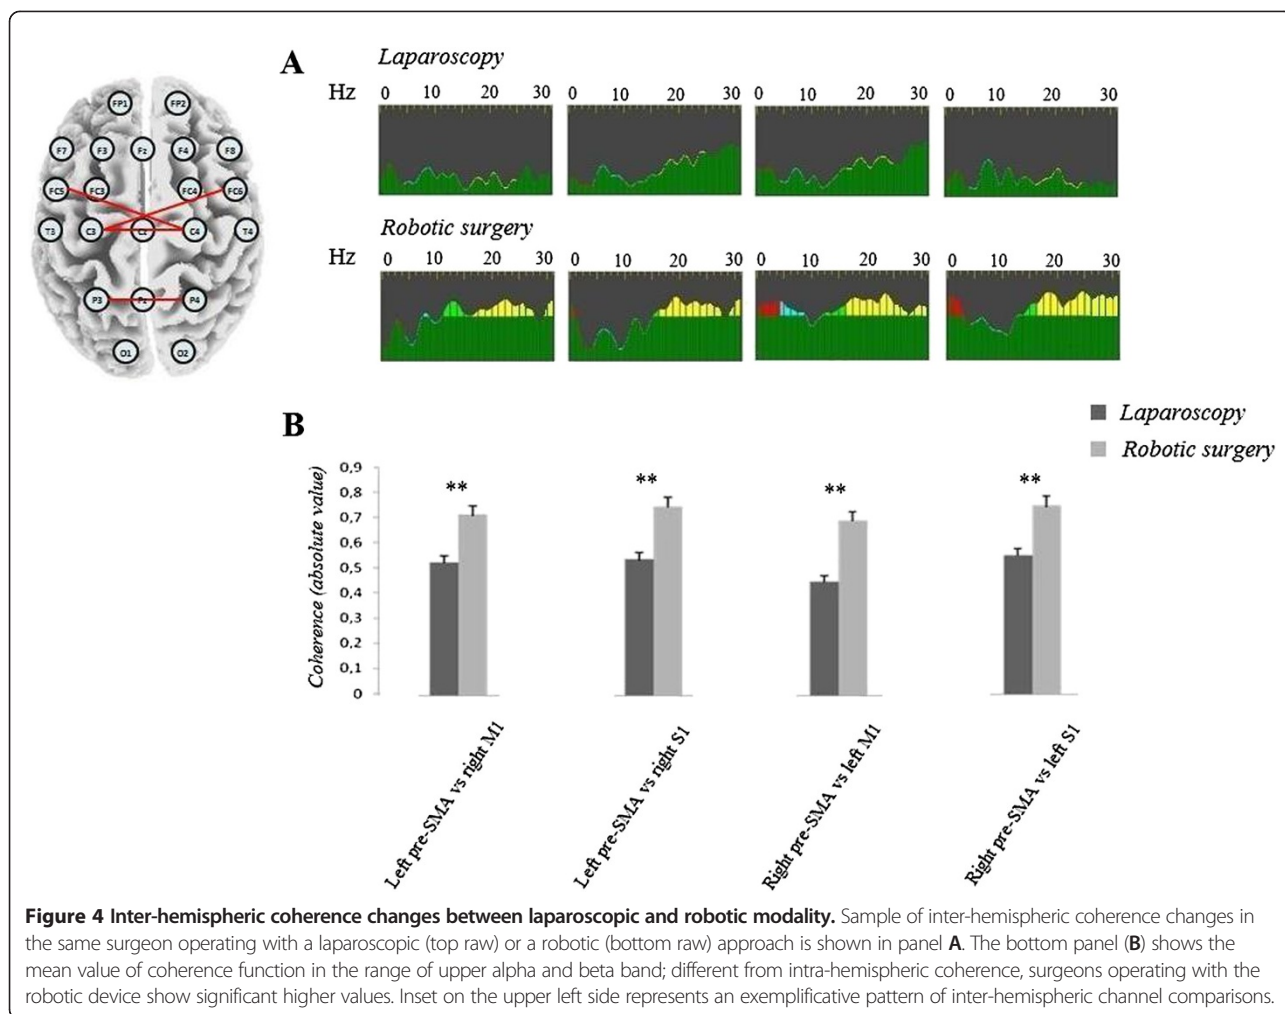 A
Laparoscopy
Hz 0 10 20 30 0 10 20 30 0 10 20 30 0 10 20 30
Robotic surgery
Hz 0 10 20 30 0 10 20 30 0 10 20 30 0 10 20 30
FP1 FP2
F7 F3 Fz F4 F8
FC5 FC3 FC4 FC6
T3 C3 Cz C4 T4
P3 Pz P4
O1 O2
B
Laparoscopy
Robotic surgery
Coherence (absolute value)
0,9
0,8
0,7
0,6
0,5
0,4
0,3
0,2
0,1
0
** ** ** **
Left pre-SMA vs right M1
Left pre-SMA vs right S1
Right pre-SMA vs left M1
Right pre-SMA vs left S1
Figure 4 Inter-hemispheric coherence changes between laparoscopic and robotic modality. Sample of inter-hemispheric coherence changes in
the same surgeon operating with a laparoscopic (top raw) or a robotic (bottom raw) approach is shown in panel A. The bottom panel (B) shows the
mean value of coherence function in the range of upper alpha and beta band; different from intra-hemispheric coherence, surgeons operating with the
robotic device show significant higher values. Inset on the upper left side represents an exemplificative pattern of inter-hemispheric channel comparisons.